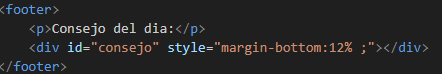 <footer>
<p>Consejo del dia:</p>
<div id="consejo" style="margin-bottom:12% ;"></div>
</footer>